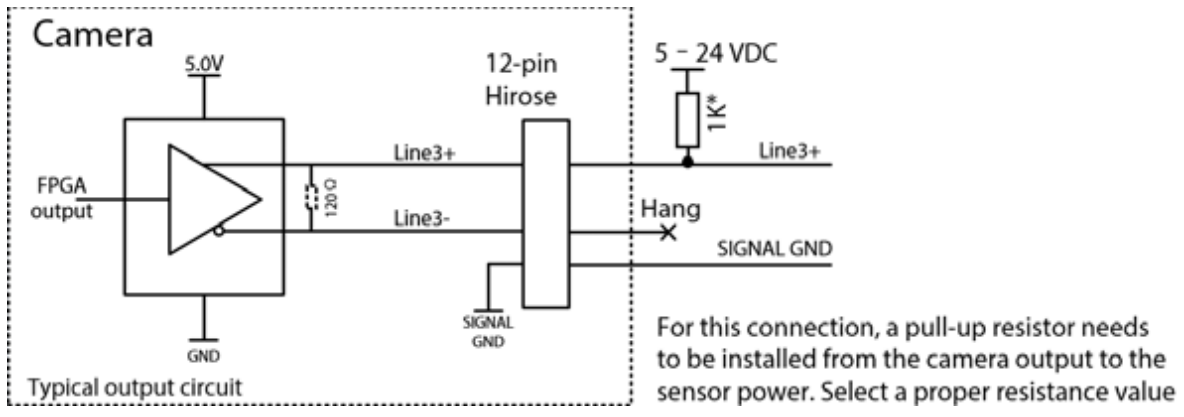 Camera
5.0V
12-pin
Hirose
5 – 24 VDC
1K*
Line3+
Line3+
FPGA
output
120 Ω
Line3-
Hang
SIGNAL GND
SIGNAL
GND
GND
Typical output circuit
For this connection, a pull-up resistor needs
to be installed from the camera output to the
sensor power. Select a proper resistance value